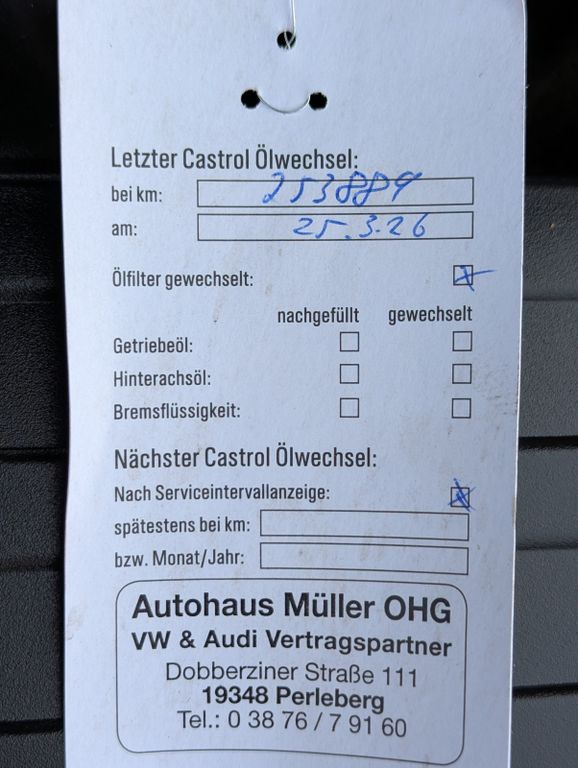 Letzter Castrol Ölwechsel:
bei km: 253889
am: 25.3.26
Ölfilter gewechselt:
nachgefüllt gewechselt
Getriebeöl:
Hinterachsöl:
Bremsflüssigkeit:
Nächster Castrol Ölwechsel:
Nach Serviceintervallanzeige:
spätestens bei km:
bzw. Monat/Jahr:
Autohaus Müller OHG
VW & Audi Vertragspartner
Dobberziner Straße 111
19348 Perleberg
Tel.: 0 38 76 / 7 91 60